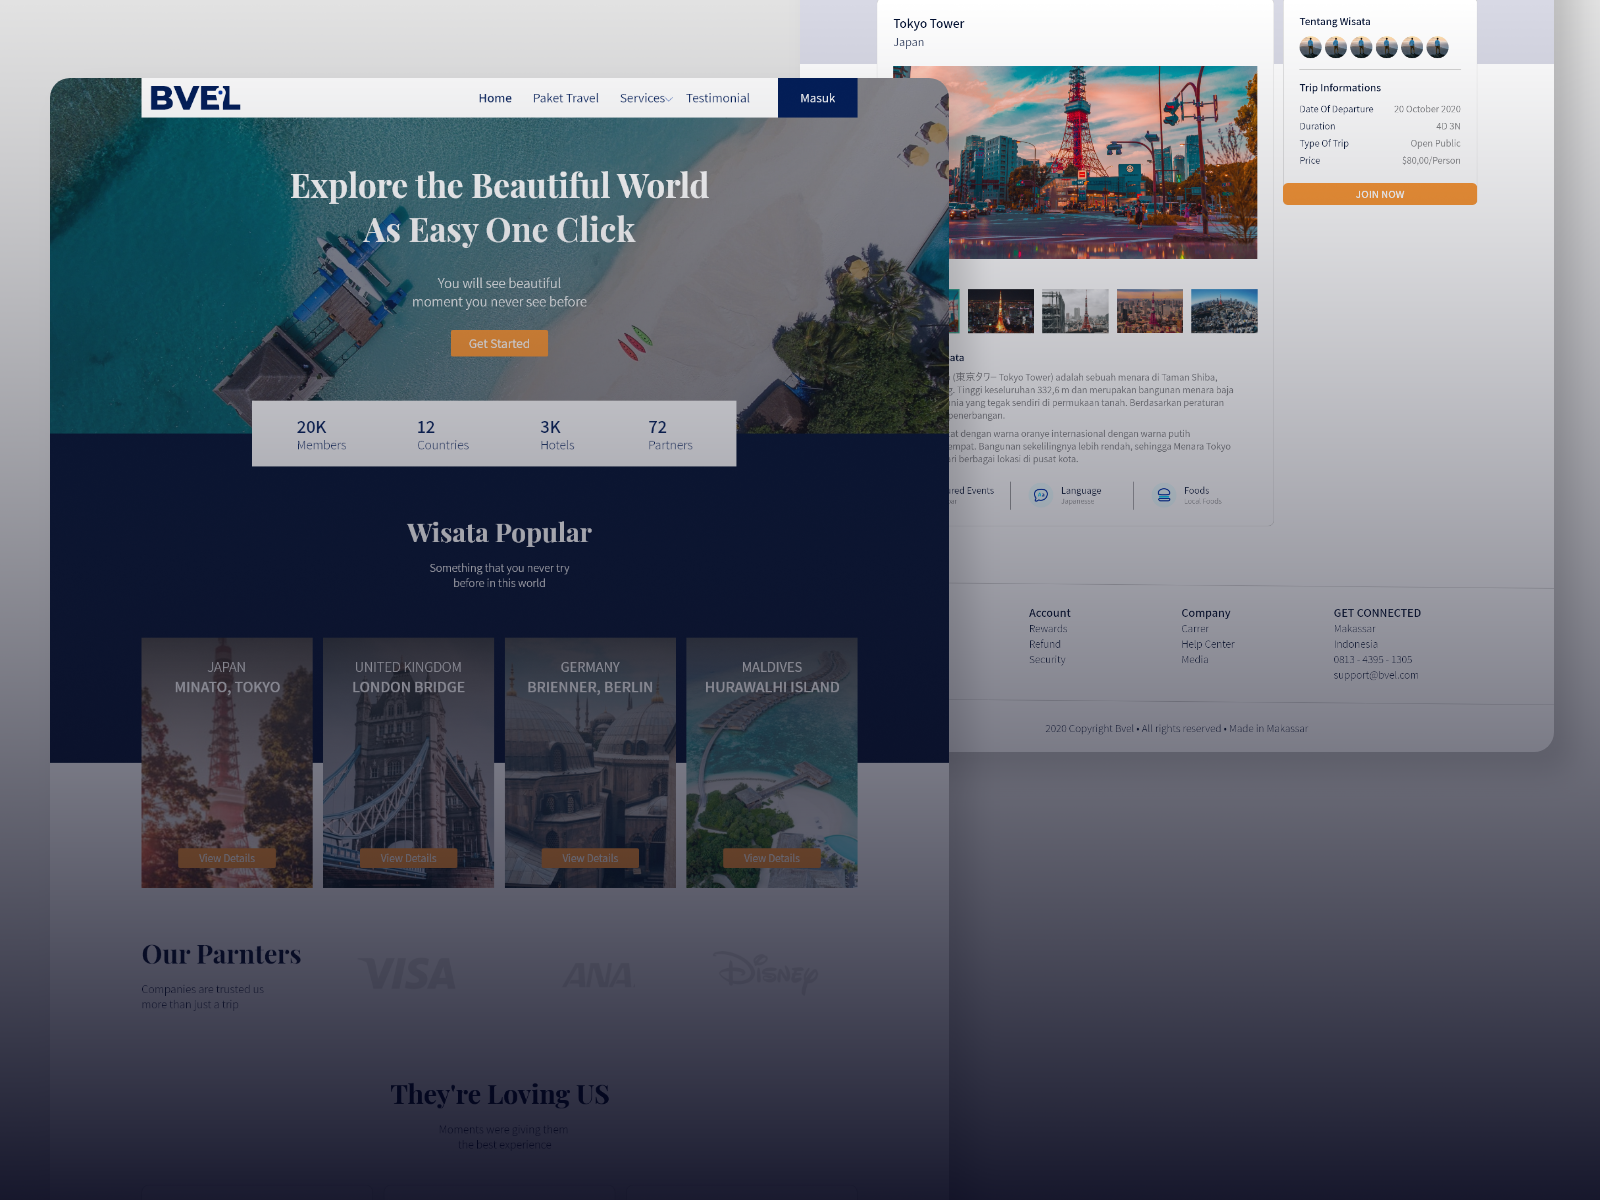 BVEL
Home
Paket Travel
Services
Testimonial
Masuk
Explore the Beautiful World
As Easy One Click
You will see beautiful
moment you never see before
Get Started
20K
Members
12
Countries
3K
Hotels
72
Partners
Wisata Popular
Something that you never try
before in this world
JAPAN
MINATO, TOKYO
View Details
UNITED KINGDOM
LONDON BRIDGE
View Details
GERMANY
BRIENNER, BERLIN
View Details
MALDIVES
HURAWALHI ISLAND
View Details
Our Parnters
Companies are trusted us
more than just a trip
VISA
ANA
Disney
They're Loving US
Moments were giving them
the best experience
Tokyo Tower
Japan
ata
(東京タワー Tokyo Tower) adalah sebuah menara di Taman Shiba,
g. Tinggi keseluruhan 332,6 m dan merupakan bangunan menara baja
nia yang tegak sendiri di permukaan tanah. Berdasarkan peraturan
penerbangan.
at dengan warna oranye internasional dengan warna putih
empat. Bangunan sekelilingnya lebih rendah, sehingga Menara Tokyo
ri berbagai lokasi di pusat kota.
red Events
Language
Japanesse
Foods
Local Foods
Tentang Wisata
Trip Informations
Date Of Departure 20 October 2020
Duration 4D 3N
Type Of Trip Open Public
Price $80,00/Person
JOIN NOW
Account
Rewards
Refund
Security
Company
Carrer
Help Center
Media
GET CONNECTED
Makassar
Indonesia
0813 - 4395 - 1305
support@bvel.com
2020 Copyright Bvel • All rights reserved • Made in Makassar